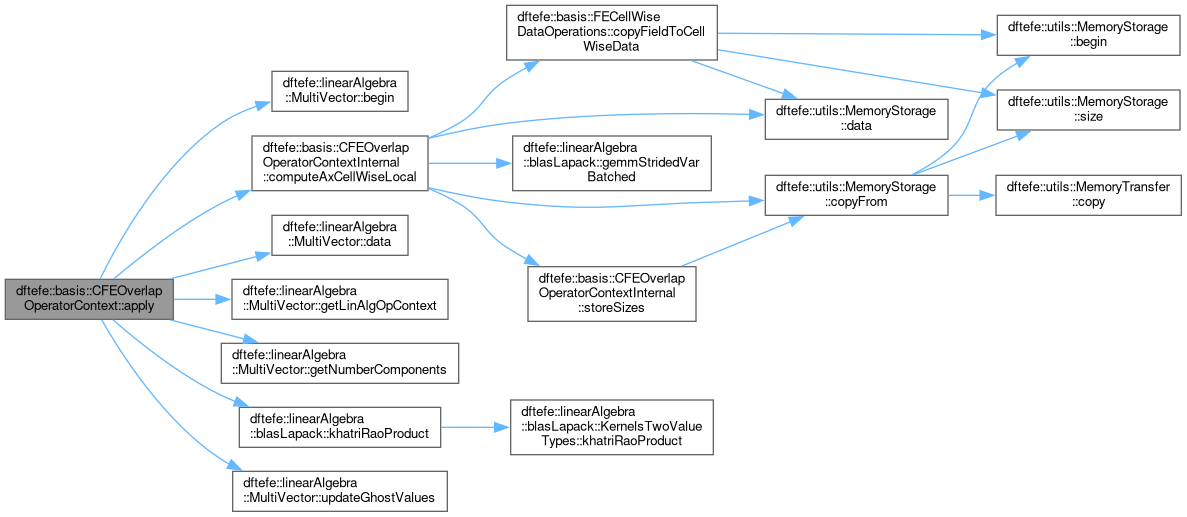 dftefe::basis::CFEOverlap
OperatorContext::apply
dftefe::linearAlgebra
::MultiVector::begin
dftefe::basis::CFEOverlap
OperatorContextInternal
::computeAxCellWiseLocal
dftefe::linearAlgebra
::MultiVector::data
dftefe::linearAlgebra
::MultiVector::getLinAlgOpContext
dftefe::linearAlgebra
::MultiVector::getNumberComponents
dftefe::linearAlgebra
::blasLapack::khatriRaoProduct
dftefe::linearAlgebra
::MultiVector::updateGhostValues
dftefe::basis::FECellWise
DataOperations::copyFieldToCell
WiseData
dftefe::linearAlgebra
::blasLapack::gemmStridedVar
Batched
dftefe::basis::CFEOverlap
OperatorContextInternal
::storeSizes
dftefe::linearAlgebra
::blasLapack::KernelsTwoValue
Types::khatriRaoProduct
dftefe::utils::MemoryStorage
::data
dftefe::utils::MemoryStorage
::copyFrom
dftefe::utils::MemoryStorage
::begin
dftefe::utils::MemoryStorage
::size
dftefe::utils::MemoryTransfer
::copy